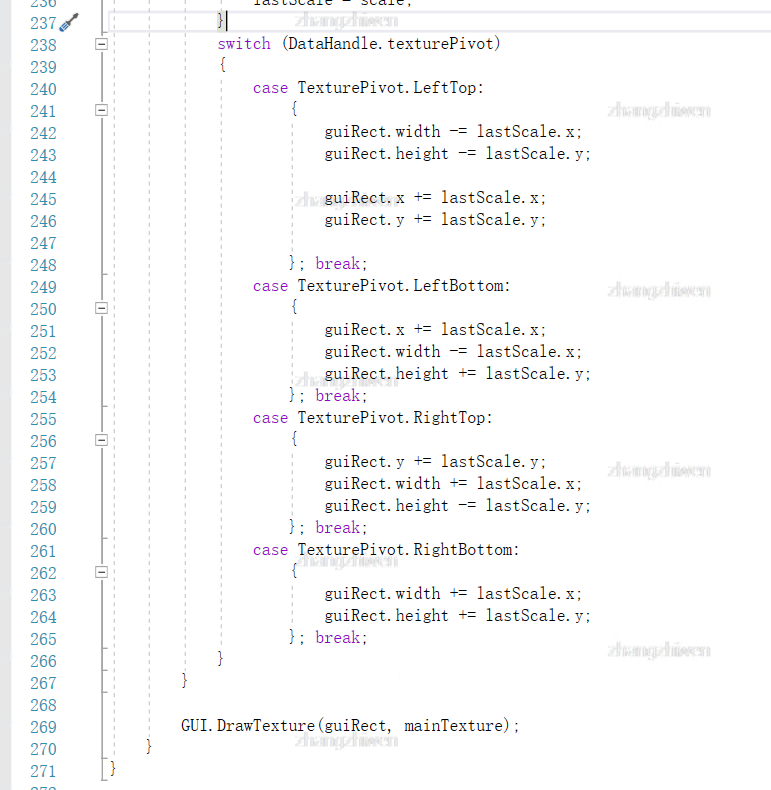 236 lastScale = scale;
237 }
238 switch (DataHandle.texturePivot)
239 {
240 case TexturePivot.LeftTop:
241 {
242 guiRect.width -= lastScale.x;
243 guiRect.height -= lastScale.y;
244
245 guiRect.x += lastScale.x;
246 guiRect.y += lastScale.y;
247
248 }; break;
249 case TexturePivot.LeftBottom:
250 {
251 guiRect.x += lastScale.x;
252 guiRect.width -= lastScale.x;
253 guiRect.height += lastScale.y;
254 }; break;
255 case TexturePivot.RightTop:
256 {
257 guiRect.y += lastScale.y;
258 guiRect.width += lastScale.x;
259 guiRect.height -= lastScale.y;
260 }; break;
261 case TexturePivot.RightBottom:
262 {
263 guiRect.width += lastScale.x;
264 guiRect.height += lastScale.y;
265 }; break;
266 }
267 }
268
269 GUI.DrawTexture(guiRect, mainTexture);
270 }
271 }